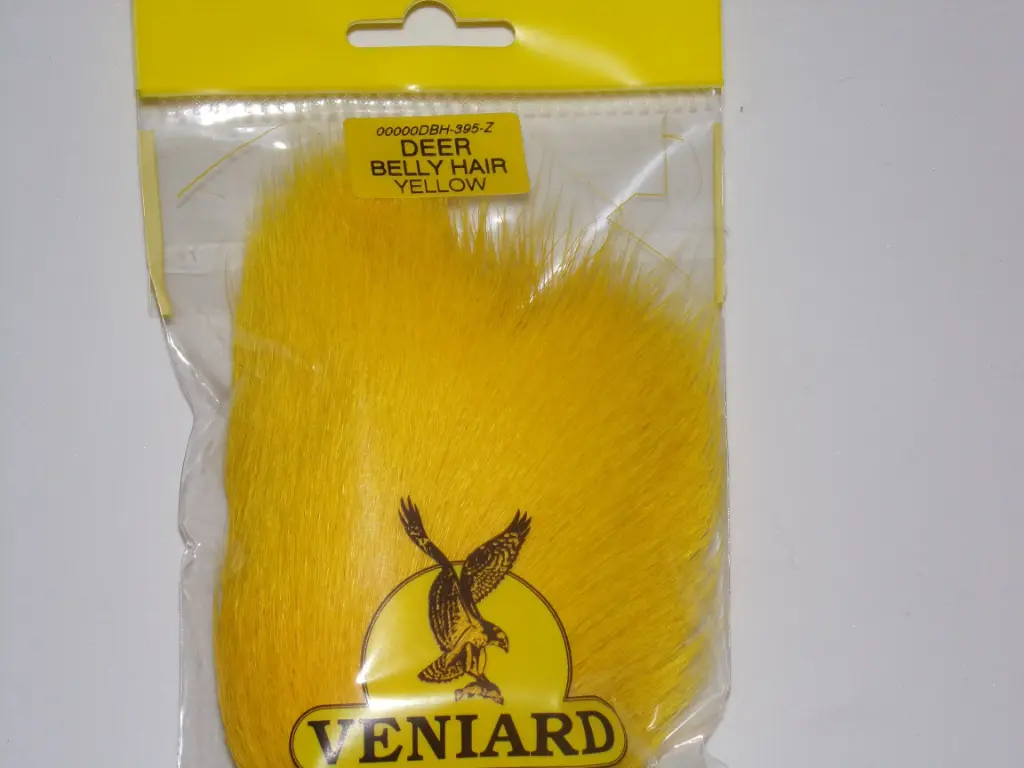 00000DBH-395-Z
DEER
BELLY HAIR
YELLOW
VENIARD